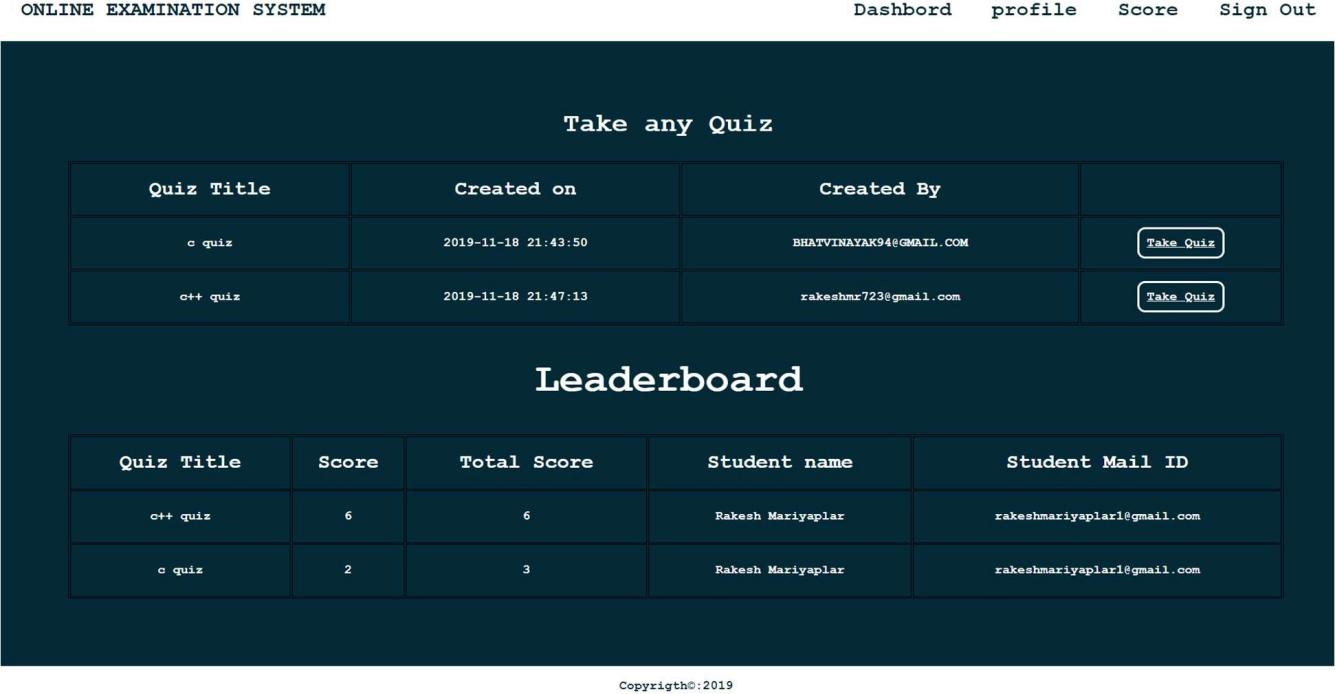 ONLINE EXAMINATION SYSTEM Dashbord profile Score Sign Out
Take any Quiz
Quiz Title Created on Created By
c quiz 2019-11-18 21:43:50 BHATVINAYAK94@GMAIL.COM Take Quiz
c++ quiz 2019-11-18 21:47:13 rakeshmr723@gmail.com Take Quiz
Leaderboard
Quiz Title Score Total Score Student name Student Mail ID
c++ quiz 6 6 Rakesh Mariyaplar rakeshmariyaplar1@gmail.com
c quiz 2 3 Rakesh Mariyaplar rakeshmariyaplar1@gmail.com
Copyrigth©:2019